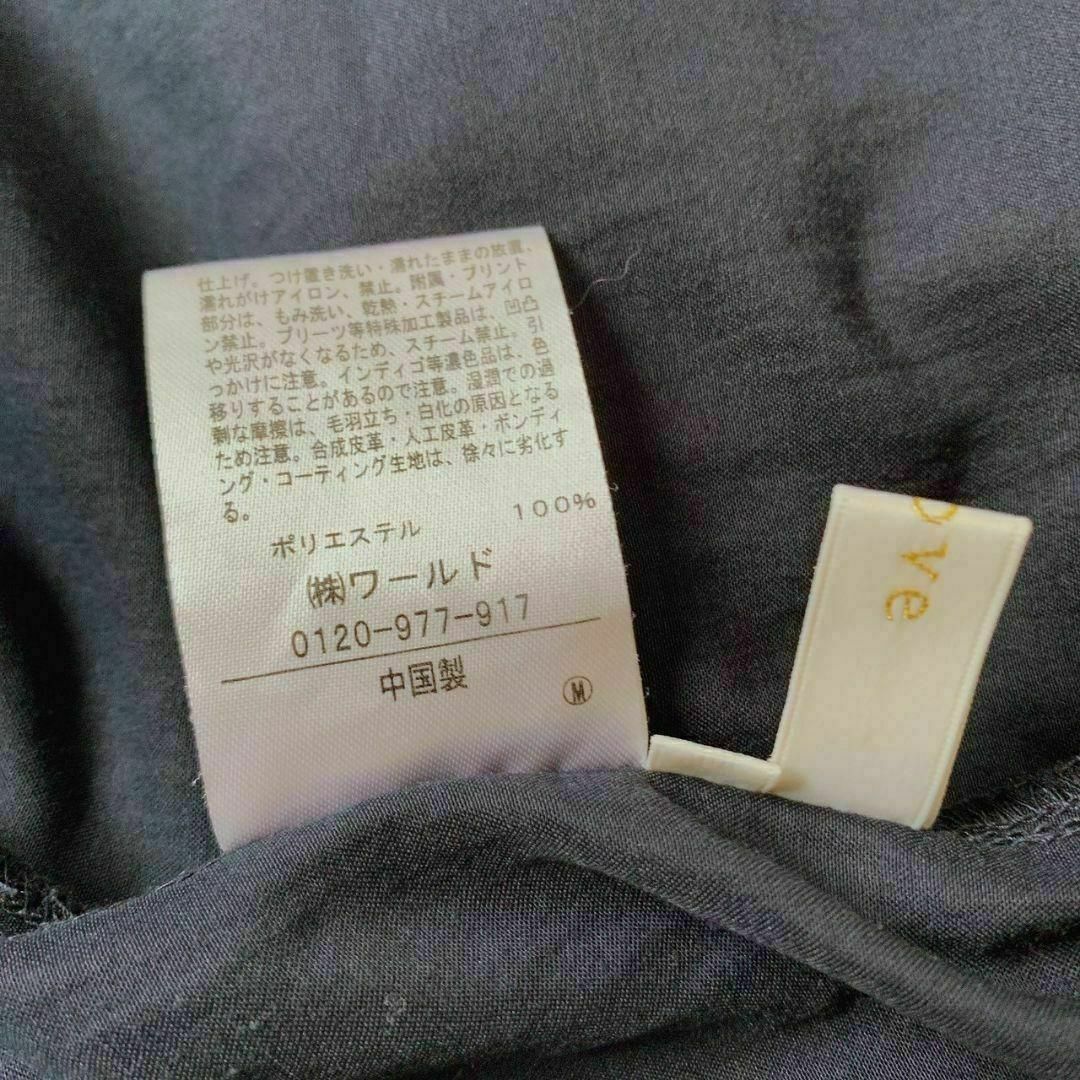 仕上げ。つけ置き洗い・濡れたままの放置、
濡れがけアイロン、禁止。附属・プリント
部分は、もみ洗い、乾熱・スチームアイロ
ン禁止。プリーツ等特殊加工製品は、凹凸
や光沢がなくなるため、スチーム禁止。引
っかけに注意。インディゴ等濃色品は、色
移りすることがあるので注意。湿潤での過
剰な摩擦は、毛羽立ち・白化の原因となる
ため注意。合成皮革・人工皮革・ボンディ
ング・コーティング生地は、徐々に劣化す
る。
ポリエステル 100%
㈱ワールド
0120-977-917
中国製
Ⓜ
ove